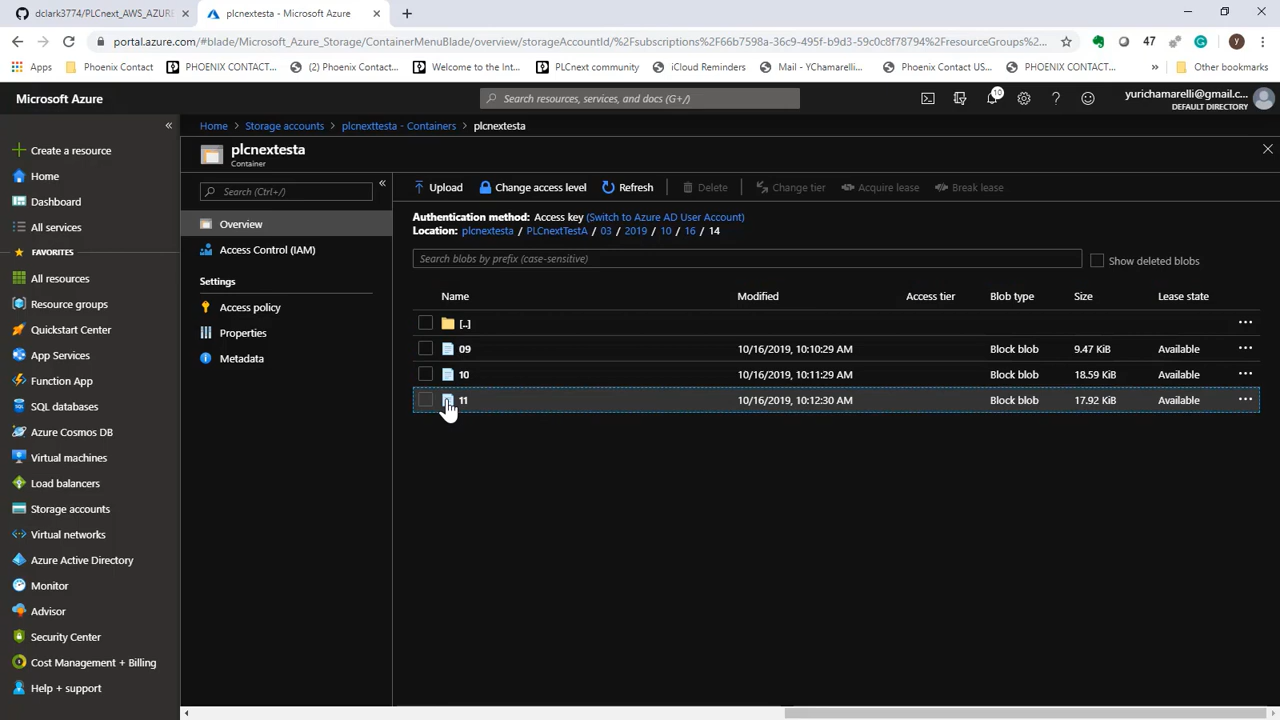 dclark3774/PLCnext_AWS_AZURE
plcnextesta - Microsoft Azure
portal.azure.com/#blade/Microsoft_Azure_Storage/ContainerMenuBlade/overview/storageAccountId/%2Fsubscriptions%2F66b7598a-36c9-495f-b9d3-59c0c8f78794%2FresourceGroups%2F...
47
Y
Apps
Phoenix Contact
PHOENIX CONTACT...
(2) Phoenix Contact...
Welcome to the Int...
PLCnext community
iCloud Reminders
Mail - YChamarelli...
Phoenix Contact US...
PHOENIX CONTACT...
»
Other bookmarks
Microsoft Azure
Search resources, services, and docs (G+/)
10
yurichamarelli@gmail.c...
DEFAULT DIRECTORY
Create a resource
Home
Dashboard
All services
FAVORITES
All resources
Resource groups
Quickstart Center
App Services
Function App
SQL databases
Azure Cosmos DB
Virtual machines
Load balancers
Storage accounts
Virtual networks
Azure Active Directory
Monitor
Advisor
Security Center
Cost Management + Billing
Help + support
Home > Storage accounts > plcnexttesta - Containers > plcnextesta
plcnextesta
Container
Search (Ctrl+/)
Overview
Access Control (IAM)
Settings
Access policy
Properties
Metadata
Upload Change access level Refresh Delete Change tier Acquire lease Break lease
Authentication method: Access key (Switch to Azure AD User Account)
Location: plcnextesta / PLCnextTestA / 03 / 2019 / 10 / 16 / 14
Search blobs by prefix (case-sensitive)
Show deleted blobs
Name Modified Access tier Blob type Size Lease state
[..] ...
09 10/16/2019, 10:10:29 AM Block blob 9.47 KiB Available ...
10 10/16/2019, 10:11:29 AM Block blob 18.59 KiB Available ...
11 10/16/2019, 10:12:30 AM Block blob 17.92 KiB Available ...